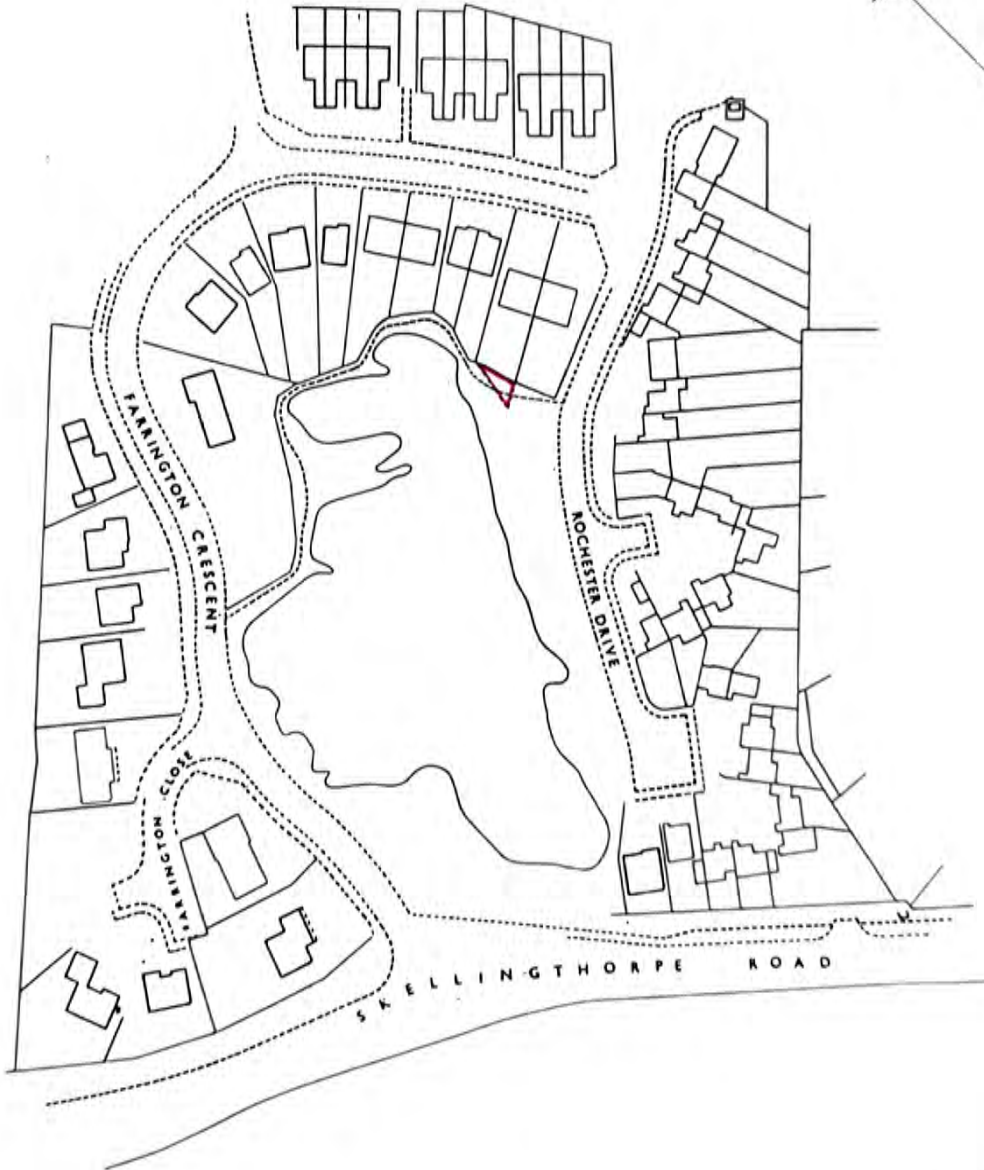 FARRINGTON CRESCENT
ROCHESTER DRIVE
FARRINGTON CLOSE
SKELLINGTHORPE ROAD